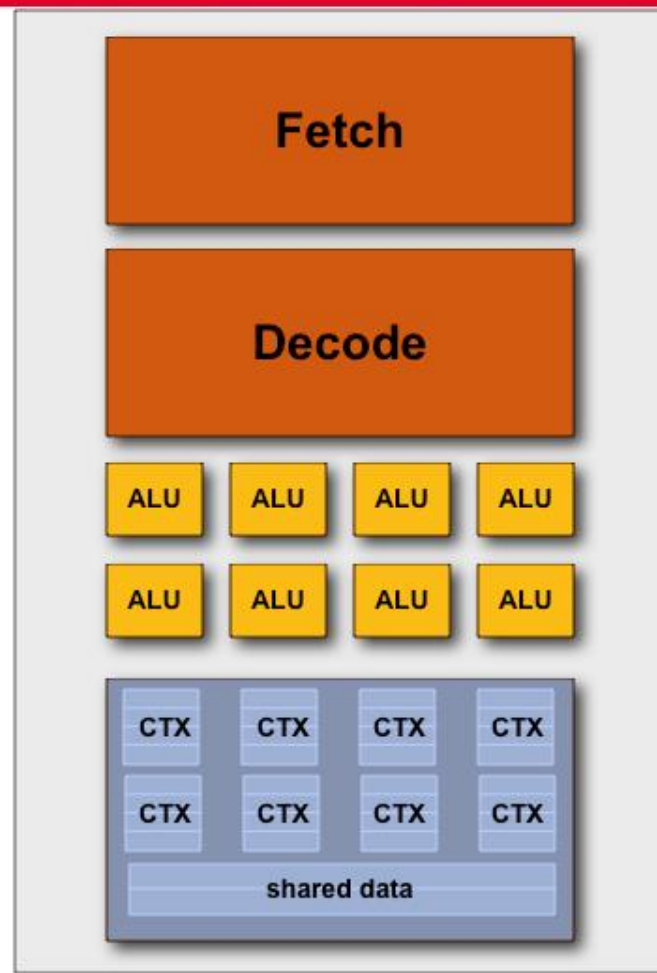 Fetch
Decode
ALU ALU ALU ALU
ALU ALU ALU ALU
CTX CTX CTX CTX
CTX CTX CTX CTX
shared data